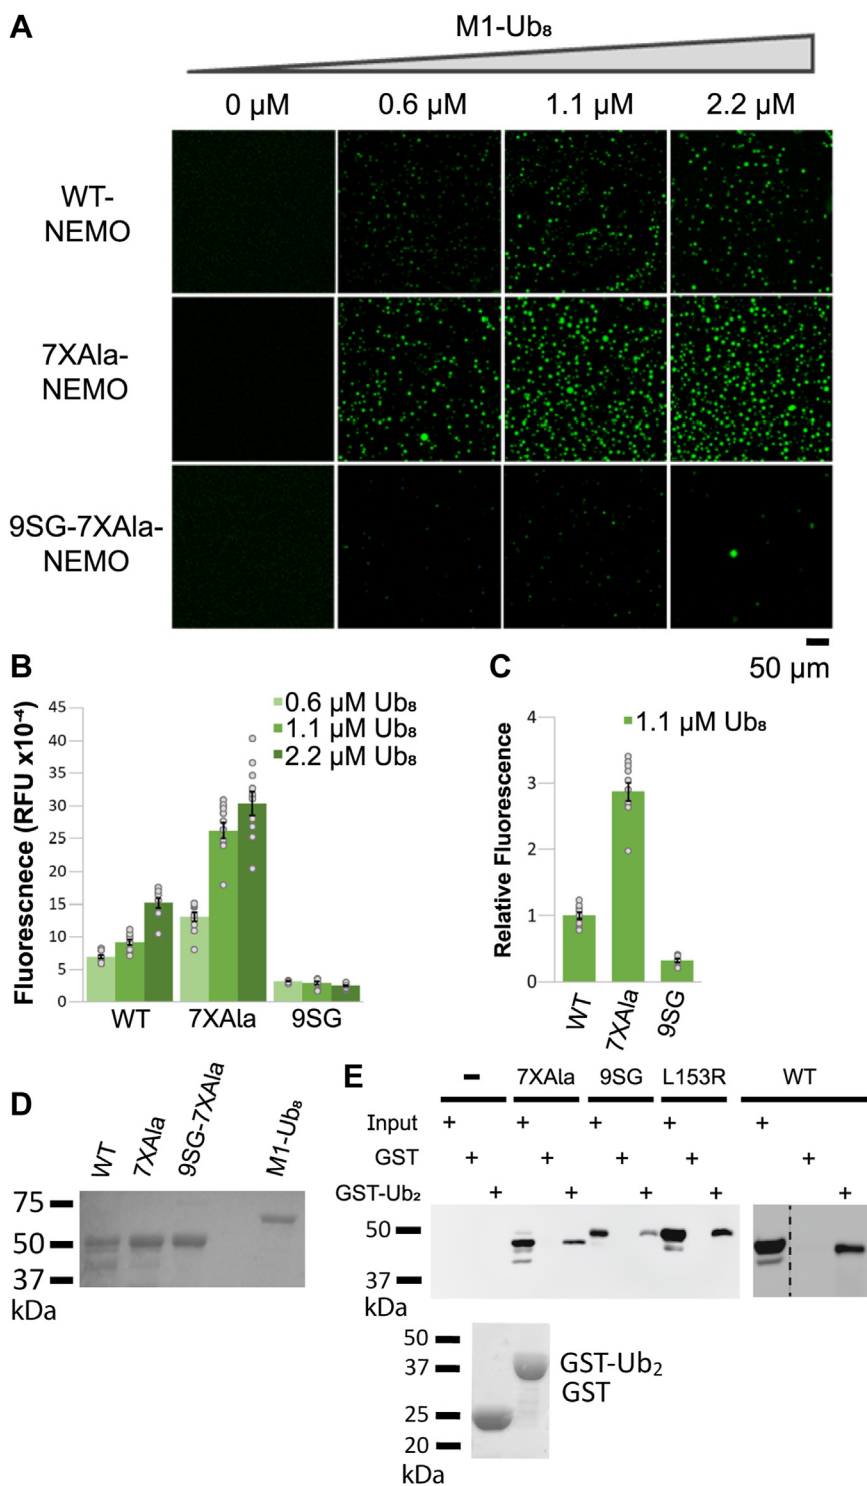 A
M1-Ub₈
0 µM 0.6 µM 1.1 µM 2.2 µM
WT-
NEMO
7XAla-
NEMO
9SG-7XAla-
NEMO
50 µm
B
Fluorescnece (RFU x10⁻⁴)
45
40
35
30
25
20
15
10
5
0
0.6 µM Ub₈
1.1 µM Ub₈
2.2 µM Ub₈
WT 7XAla 9SG
C
Relative Fluorescence
4
3
2
1
0
1.1 µM Ub₈
WT 7XAla 9SG
D
WT 7XAla 9SG-7XAla M1-Ub₈
75
50
37
kDa
E
- 7XAla 9SG L153R WT
Input + + + + +
GST + + + + +
GST-Ub₂ + + + + +
50
37
kDa
50
37
25
20
kDa
GST-Ub₂
GST